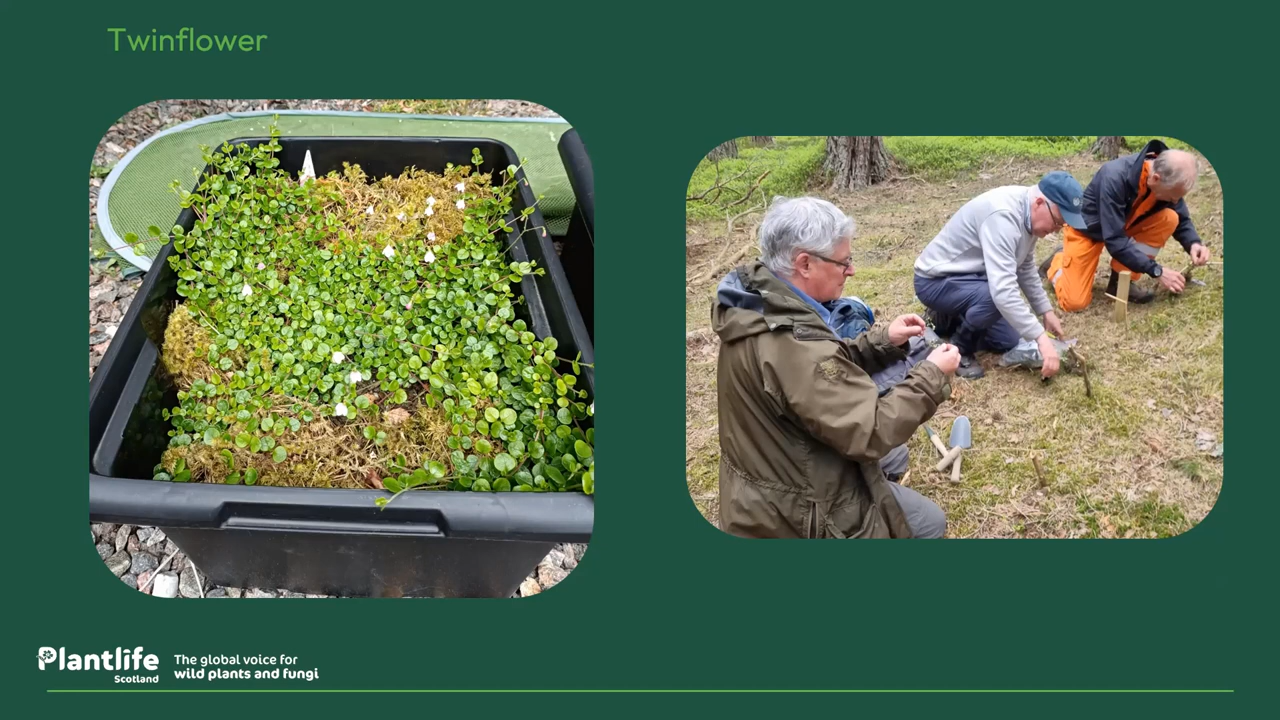 Twinflower
Plantlife
Scotland
The global voice for
wild plants and fungi